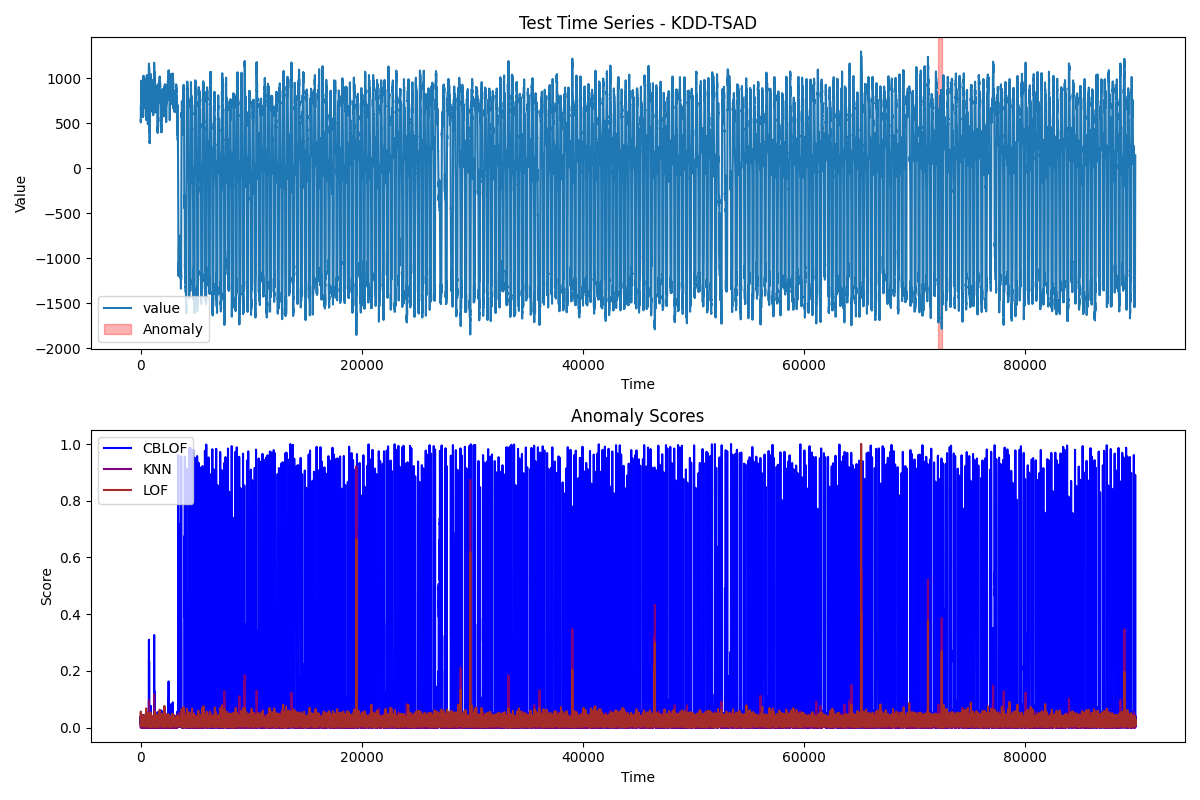 Test Time Series - KDD-TSAD
Value
1000
500
0
−500
−1000
−1500
−2000
value
Anomaly
0
20000
40000
60000
80000
Time
Anomaly Scores
Score
1.0
0.8
0.6
0.4
0.2
0.0
CBLOF
KNN
LOF
0
20000
40000
60000
80000
Time